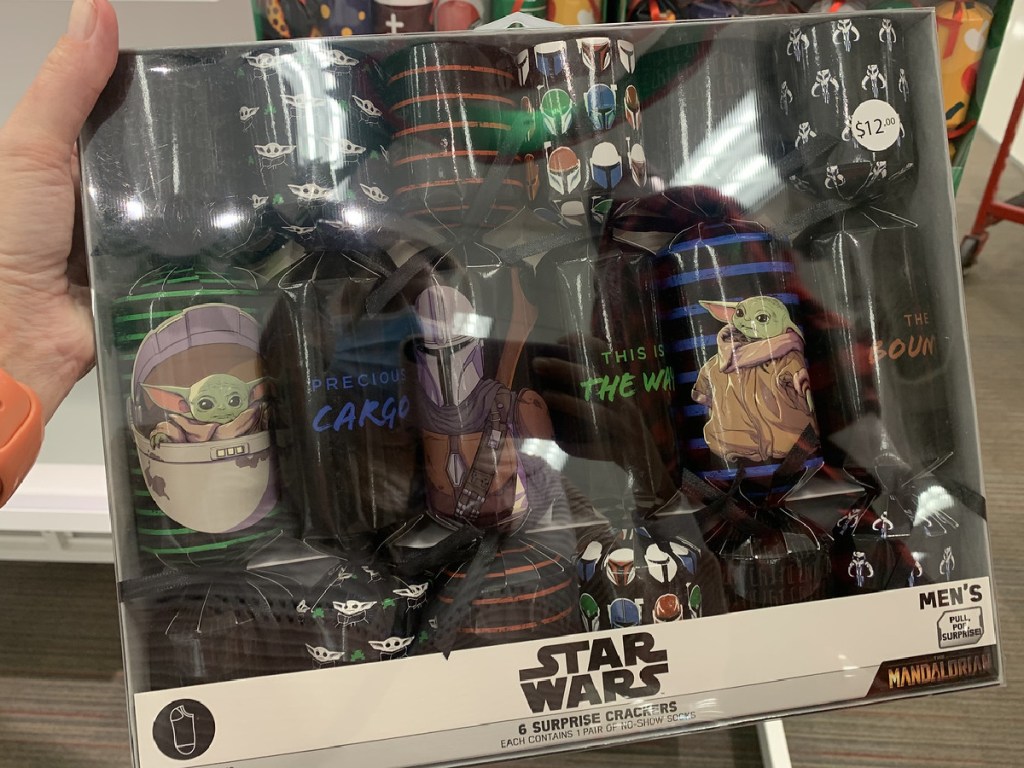 $12.00
PRECIOUS
CARGO
THIS IS
THE WA
THE
BOUN
MEN'S
PULL,
POP,
SURPRISE!
STAR
WARS
MANDALORIAN
6 SURPRISE CRACKERS
EACH CONTAINS 1 PAIR OF NO-SHOW SOCKS